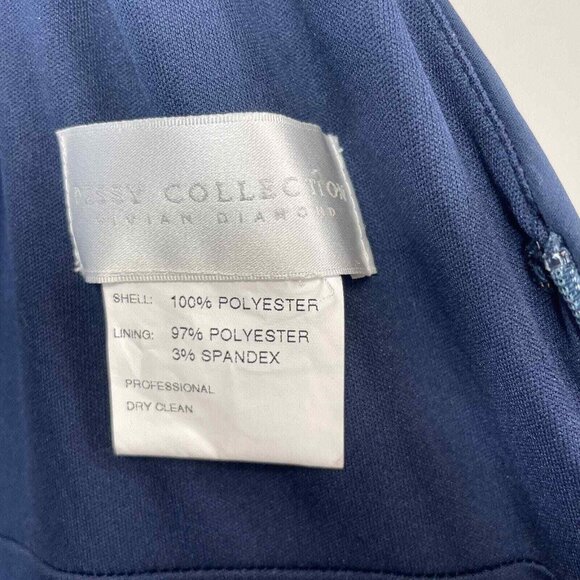 COLLECTION
VIVIAN DIAMOND
SHELL: 100% POLYESTER
LINING: 97% POLYESTER
3% SPANDEX
PROFESSIONAL
DRY CLEAN